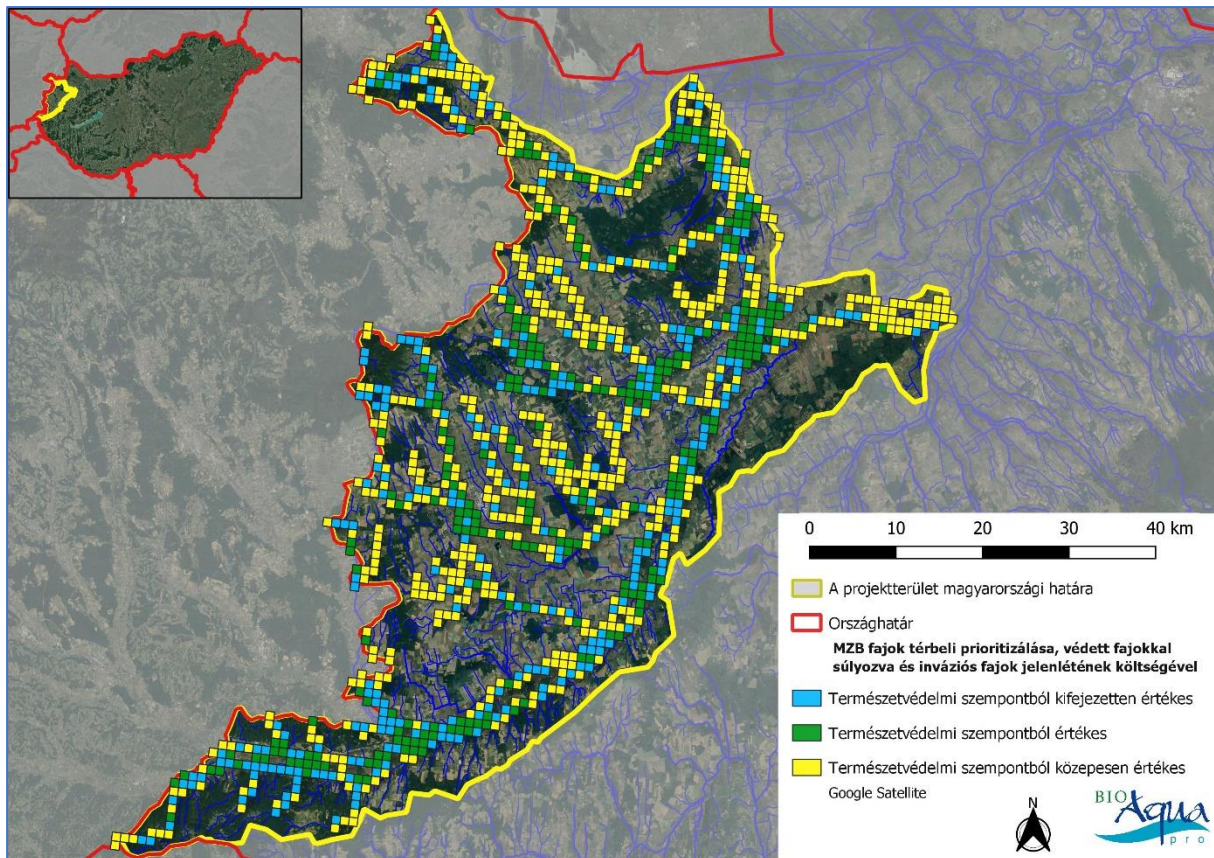 0 10 20 30 40 km
A projektterület magyarországi határa
Országhatár
MZB fajok térbeli prioritizálása, védett fajokkal
súlyozva és inváziós fajok jelenlétének költségével
Természetvédelmi szempontból kifejezetten értékes
Természetvédelmi szempontból értékes
Természetvédelmi szempontból közepesen értékes
Google Satellite
N
BIO
Aqua
pro